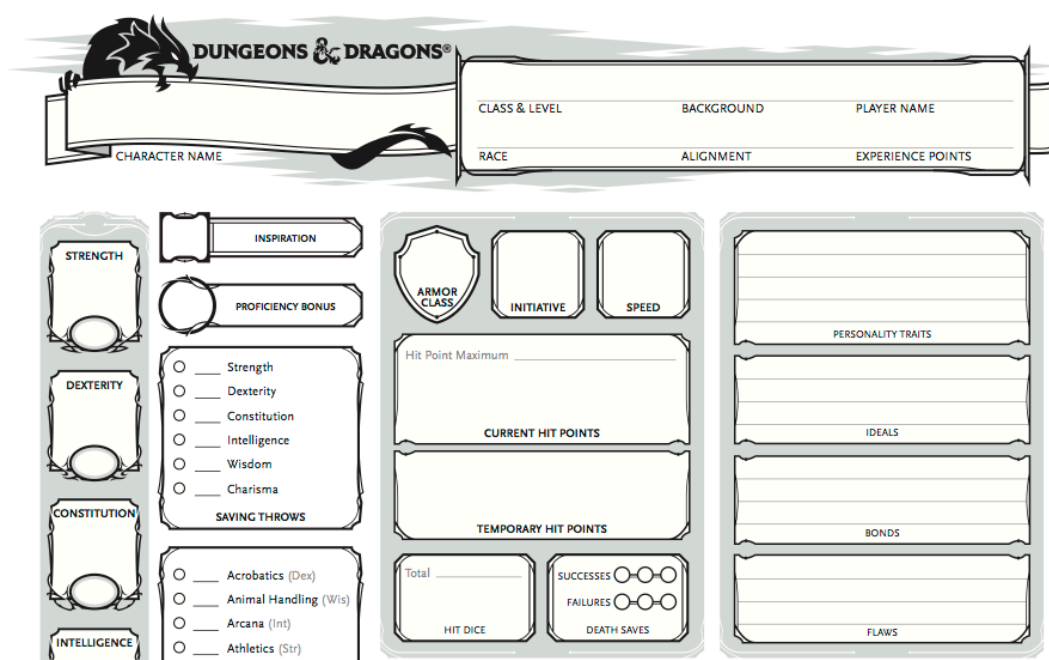 DUNGEONS & DRAGONS®
CHARACTER NAME
CLASS & LEVEL BACKGROUND PLAYER NAME
RACE ALIGNMENT EXPERIENCE POINTS
STRENGTH
DEXTERITY
CONSTITUTION
INTELLIGENCE
INSPIRATION
PROFICIENCY BONUS
Strength
Dexterity
Constitution
Intelligence
Wisdom
Charisma
SAVING THROWS
Acrobatics (Dex)
Animal Handling (Wis)
Arcana (Int)
Athletics (Str)
ARMOR
CLASS
INITIATIVE
SPEED
Hit Point Maximum
CURRENT HIT POINTS
TEMPORARY HIT POINTS
Total
HIT DICE
SUCCESSES
FAILURES
DEATH SAVES
PERSONALITY TRAITS
IDEALS
BONDS
FLAWS